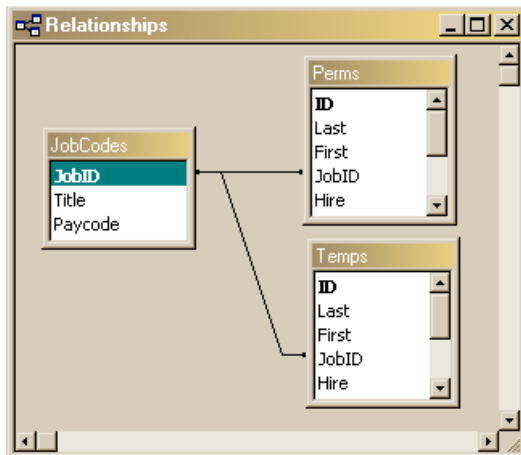 Relationships
JobCodes
JobID
Title
Paycode
Perms
ID
Last
First
JobID
Hire
Temps
ID
Last
First
JobID
Hire